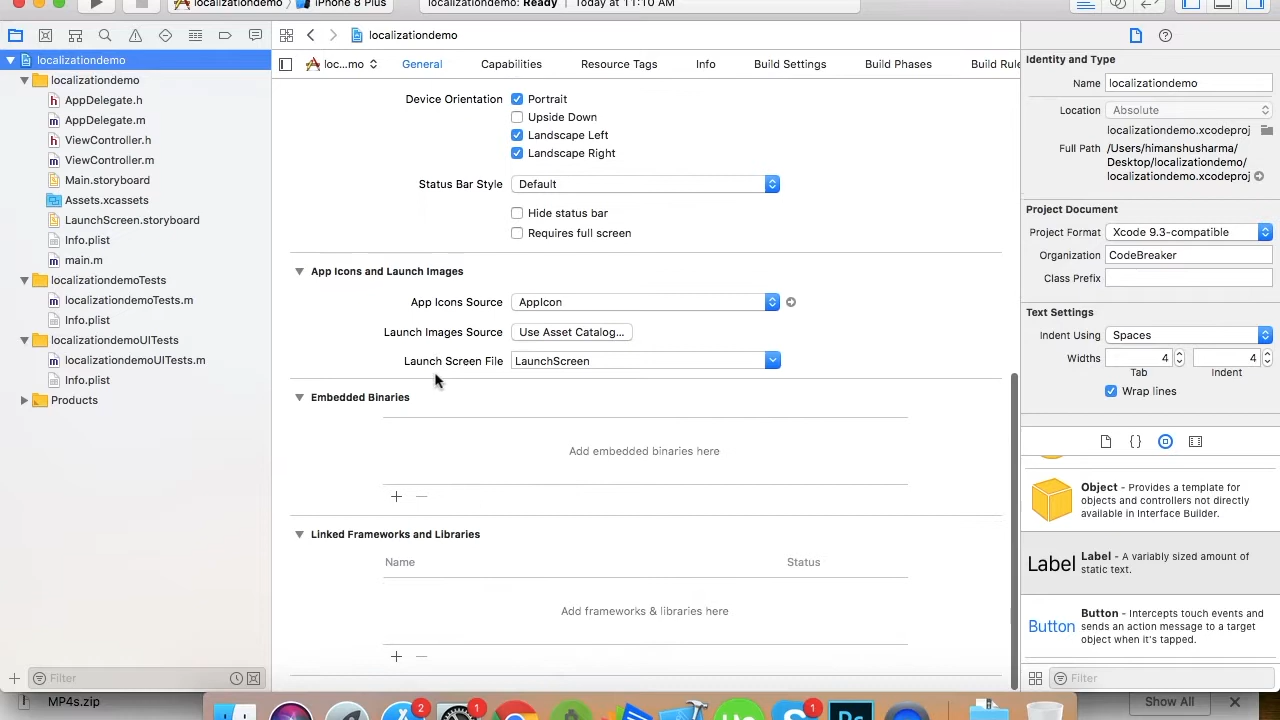 localizationdemo
iPhone 8 Plus
localizationdemo: Ready
Today at 11:10 AM
localizationdemo
localizationdemo
loc...mo
General
Capabilities
Resource Tags
Info
Build Settings
Build Phases
Build Rule
localizationdemo
AppDelegate.h
AppDelegate.m
ViewController.h
ViewController.m
Main.storyboard
Assets.xcassets
LaunchScreen.storyboard
Info.plist
main.m
localizationdemoTests
localizationdemoTests.m
Info.plist
localizationdemoUITests
localizationdemoUITests.m
Info.plist
Products
Filter
Device Orientation
Portrait
Upside Down
Landscape Left
Landscape Right
Status Bar Style
Default
Hide status bar
Requires full screen
App Icons and Launch Images
App Icons Source
AppIcon
Launch Images Source
Use Asset Catalog...
Launch Screen File
LaunchScreen
Embedded Binaries
Add embedded binaries here
Linked Frameworks and Libraries
Name
Status
Add frameworks & libraries here
Identity and Type
Name
localizationdemo
Location
Absolute
localizationdemo.xcodeproj
Full Path
/Users/himanshusharma/
Desktop/localizationdemo/
localizationdemo.xcodeproj
Project Document
Project Format
Xcode 9.3-compatible
Organization
CodeBreaker
Class Prefix
Text Settings
Indent Using
Spaces
Widths
4
4
Tab
Indent
Wrap lines
Object - Provides a template for
objects and controllers not directly
available in Interface Builder.
Label
Label - A variably sized amount of
static text.
Button
Button - Intercepts touch events and
sends an action message to a target
object when it's tapped.
Filter
MP4s.zip
Show All
2
1
1
Ps